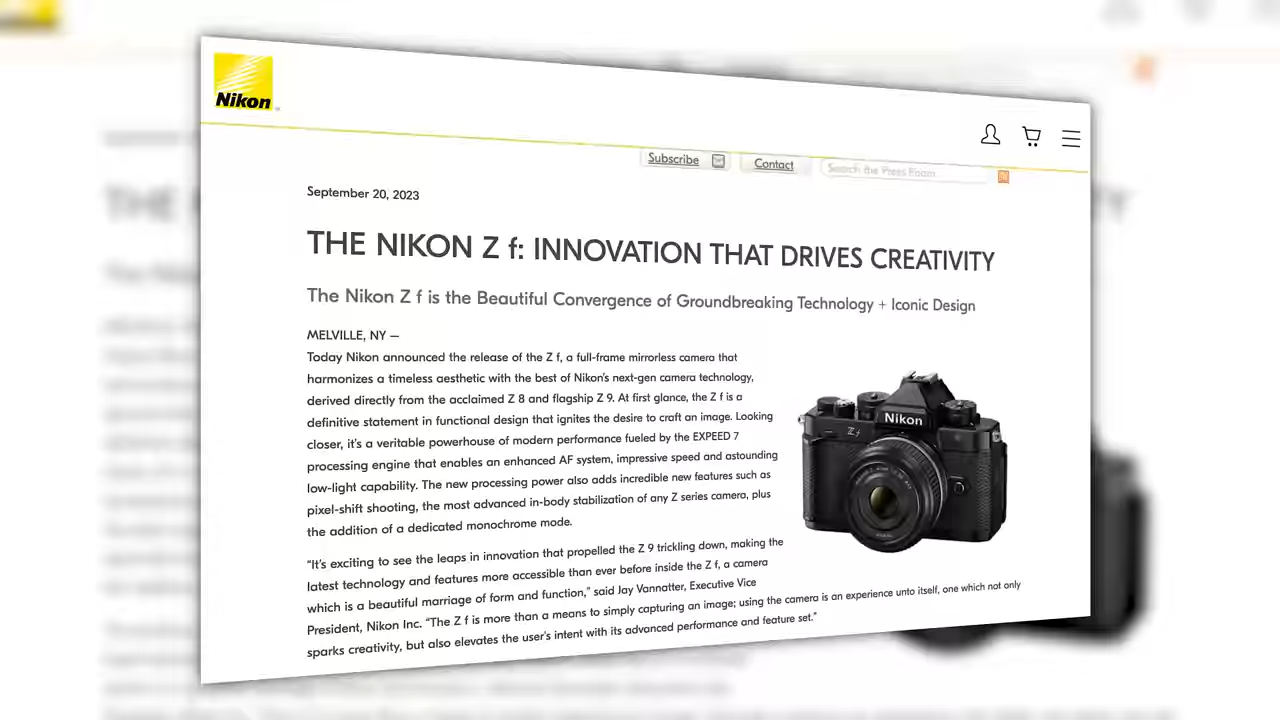 Nikon
Subscribe
Contact
Search the Press Room
September 20, 2023
THE NIKON Z f: INNOVATION THAT DRIVES CREATIVITY
The Nikon Z f is the Beautiful Convergence of Groundbreaking Technology + Iconic Design
MELVILLE, NY –
Today Nikon announced the release of the Z f, a full-frame mirrorless camera that
harmonizes a timeless aesthetic with the best of Nikon's next-gen camera technology,
derived directly from the acclaimed Z 8 and flagship Z 9. At first glance, the Z f is a
definitive statement in functional design that ignites the desire to craft an image. Looking
closer, it's a veritable powerhouse of modern performance fueled by the EXPEED 7
processing engine that enables an enhanced AF system, impressive speed and astounding
low-light capability. The new processing power also adds incredible new features such as
pixel-shift shooting, the most advanced in-body stabilization of any Z series camera, plus
the addition of a dedicated monochrome mode.
Nikon
Z f
"It's exciting to see the leaps in innovation that propelled the Z 9 trickling down, making the
latest technology and features more accessible than ever before inside the Z f, a camera
which is a beautiful marriage of form and function," said Jay Vannatter, Executive Vice
President, Nikon Inc. "The Z f is more than a means to simply capturing an image; using the camera is an experience unto itself, one which not only
sparks creativity, but also elevates the user's intent with its advanced performance and feature set."